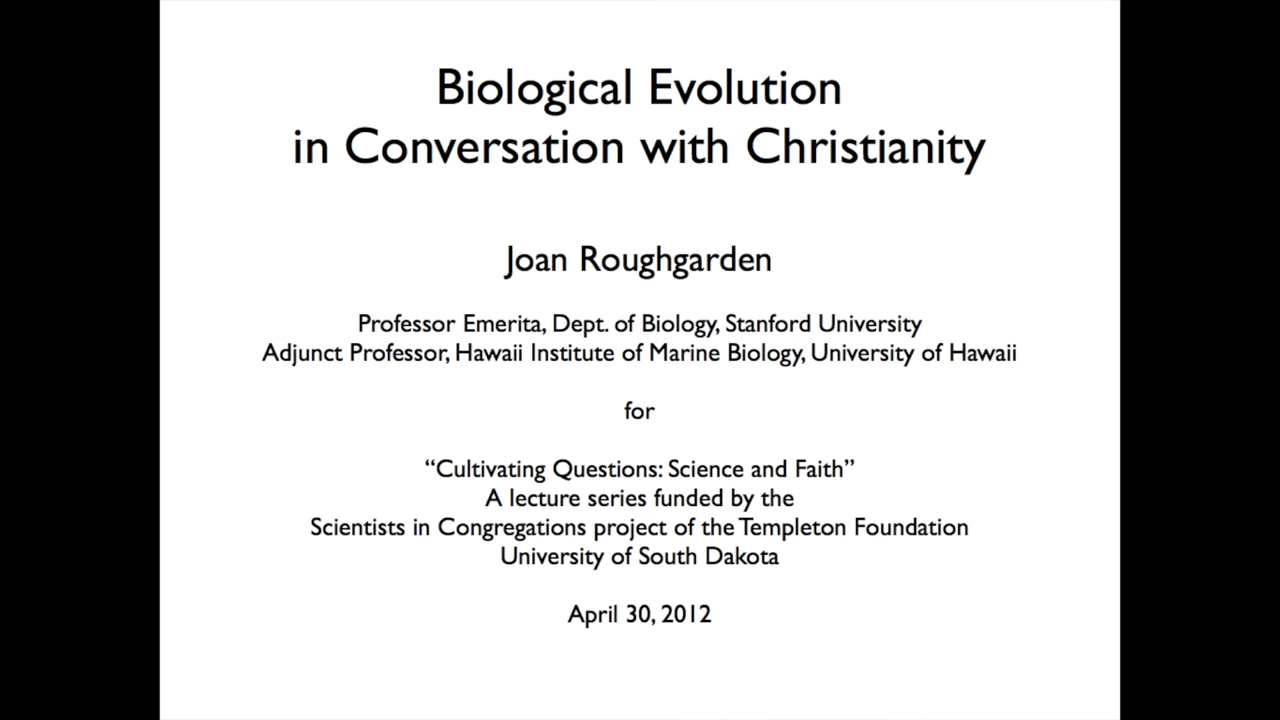 Biological Evolution
in Conversation with Christianity
Joan Roughgarden
Professor Emerita, Dept. of Biology, Stanford University
Adjunct Professor, Hawaii Institute of Marine Biology, University of Hawaii
for
“Cultivating Questions: Science and Faith”
A lecture series funded by the
Scientists in Congregations project of the Templeton Foundation
University of South Dakota
April 30, 2012